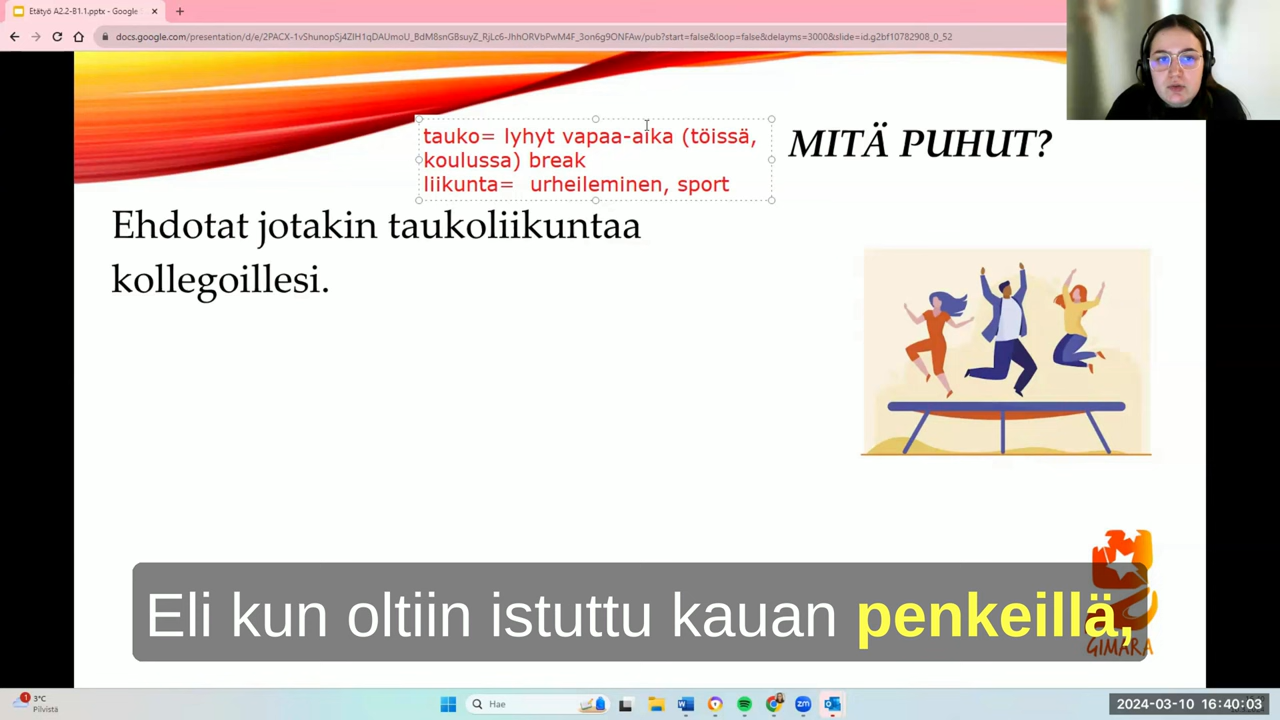 Etätyö A2.2-B1.1.pptx - Google
docs.google.com/presentation/d/e/2PACX-1vShunopSj4ZIH1qDAUmoU_BdM8snGBsuyZ_RjLc6-JhhORVbPwM4F_3on6g9ONFAw/pub?start=false&loop=false&delayms=3000&slide=id.g2bf10782908_0_52
tauko= lyhyt vapaa-aika (töissä,
koulussa) break
liikunta= urheileminen, sport
MITÄ PUHUT?
Ehdotat jotakin taukoliikuntaa
kollegoillesi.
Eli kun oltiin istuttu kauan penkeillä,
GIMARA
1
3°C
Pilvistä
Hae
2024-03-10 16:40:03